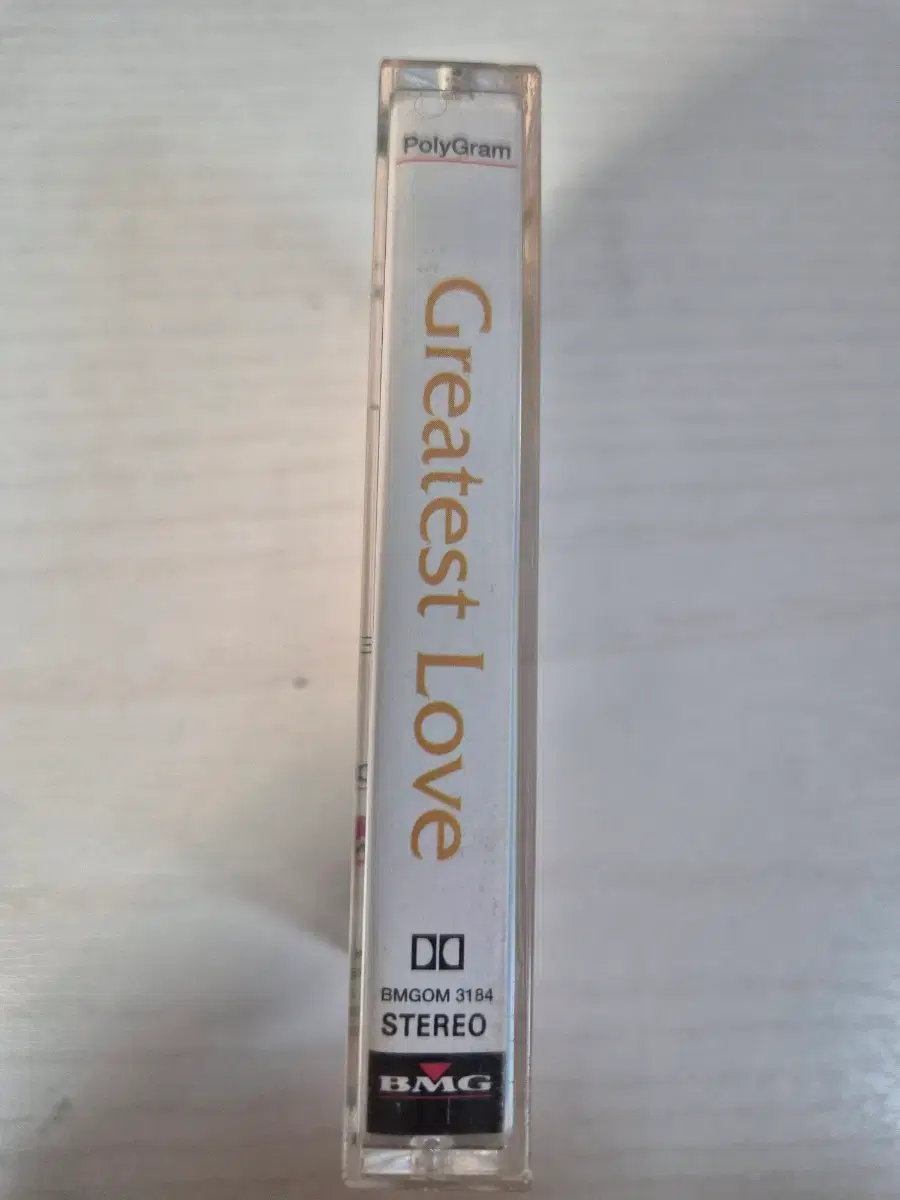 PolyGram
Greatest Love
BMGOM 3184
STEREO
BMG